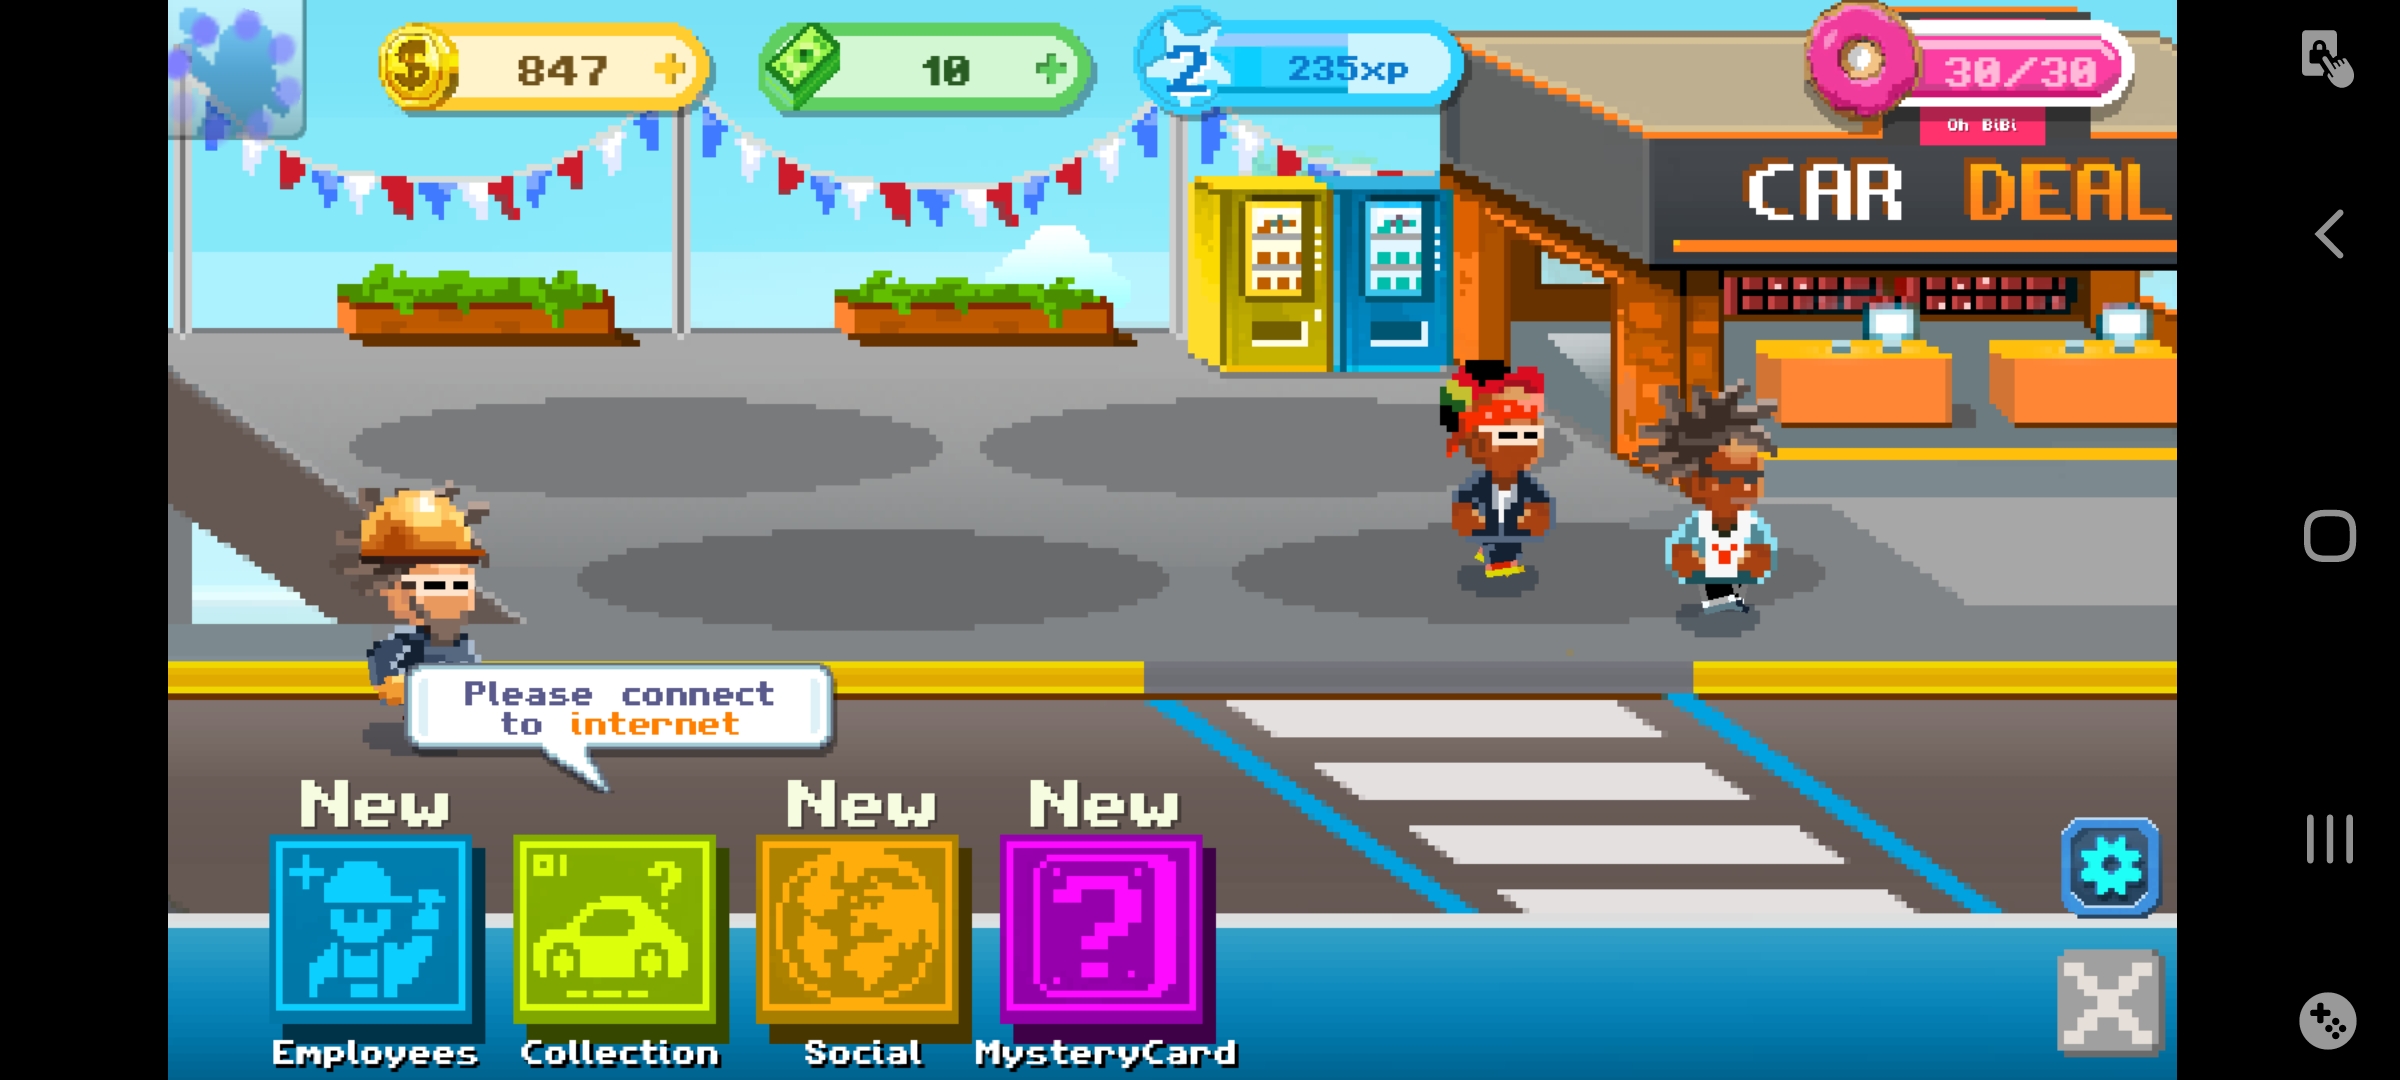 847
10
2
235xp
30/30
Oh BiBi
CAR DEAL
Please connect
to internet
New
New
New
01
?
?
Employees
Collection
Social
MysteryCard